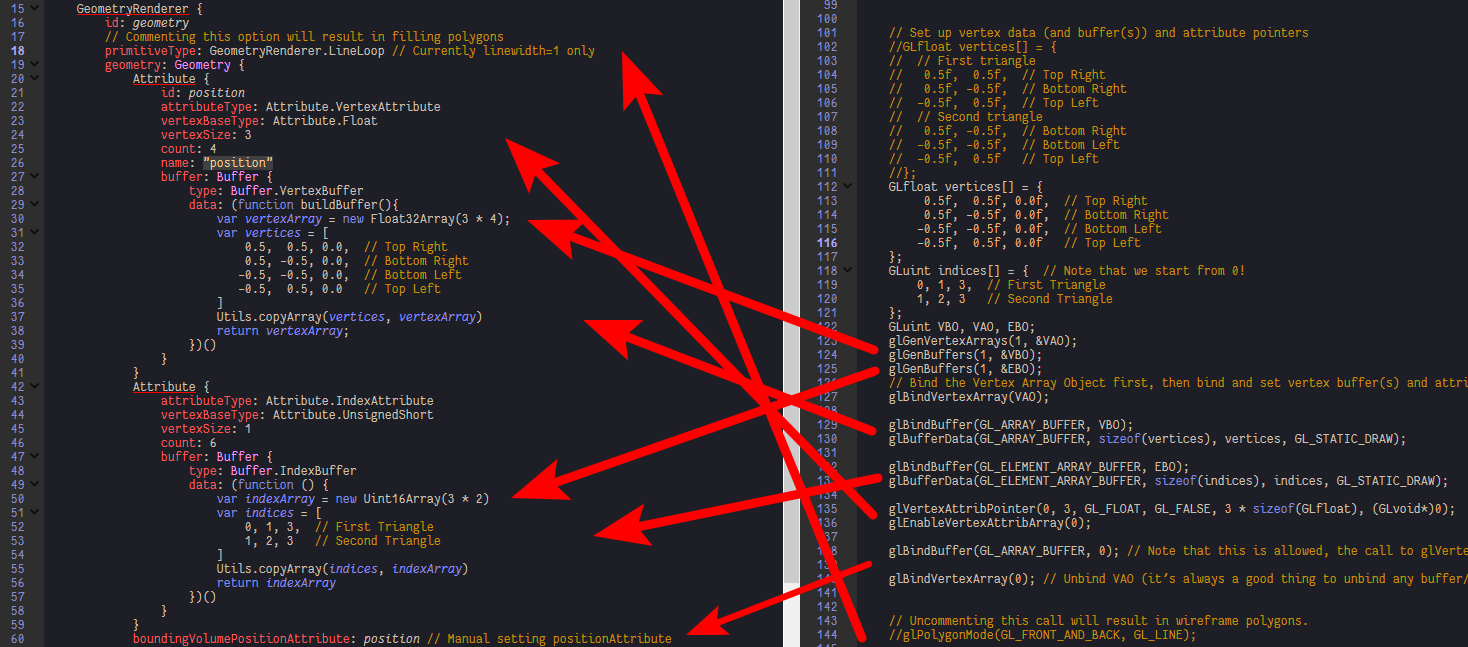 15 GeometryRenderer {
16 id: geometry
17 // Commenting this option will result in filling polygons
18 primitiveType: GeometryRenderer.LineLoop // Currently linewidth=1 only
19 geometry: Geometry {
20 Attribute {
21 id: position
22 attributeType: Attribute.VertexAttribute
23 vertexBaseType: Attribute.Float
24 vertexSize: 3
25 count: 4
26 name: "position"
27 buffer: Buffer {
28 type: Buffer.VertexBuffer
29 data: (function buildBuffer(){
30 var vertexArray = new Float32Array(3 * 4);
31 var vertices = [
32 0.5, 0.5, 0.0, // Top Right
33 0.5, -0.5, 0.0, // Bottom Right
34 -0.5, -0.5, 0.0, // Bottom Left
35 -0.5, 0.5, 0.0 // Top Left
36 ]
37 Utils.copyArray(vertices, vertexArray)
38 return vertexArray;
39 })()
40 }
41 }
42 Attribute {
43 attributeType: Attribute.IndexAttribute
44 vertexBaseType: Attribute.UnsignedShort
45 vertexSize: 1
46 count: 6
47 buffer: Buffer {
48 type: Buffer.IndexBuffer
49 data: (function () {
50 var indexArray = new Uint16Array(3 * 2)
51 var indices = [
52 0, 1, 3, // First Triangle
53 1, 2, 3 // Second Triangle
54 ]
55 Utils.copyArray(indices, indexArray)
56 return indexArray
57 })()
58 }
59 }
60 boundingVolumePositionAttribute: position // Manual setting positionAttribute
99
100
101 // Set up vertex data (and buffer(s)) and attribute pointers
102 //GLfloat vertices[] = {
103 // // First triangle
104 // 0.5f, 0.5f, // Top Right
105 // 0.5f, -0.5f, // Bottom Right
106 // -0.5f, 0.5f, // Top Left
107 // // Second triangle
108 // 0.5f, -0.5f, // Bottom Right
109 // -0.5f, -0.5f, // Bottom Left
110 // -0.5f, 0.5f // Top Left
111 //};
112 GLfloat vertices[] = {
113 0.5f, 0.5f, 0.0f, // Top Right
114 0.5f, -0.5f, 0.0f, // Bottom Right
115 -0.5f, -0.5f, 0.0f, // Bottom Left
116 -0.5f, 0.5f, 0.0f // Top Left
117 };
118 GLuint indices[] = { // Note that we start from 0!
119 0, 1, 3, // First Triangle
120 1, 2, 3 // Second Triangle
121 };
122 GLuint VBO, VAO, EBO;
123 glGenVertexArrays(1, &VAO);
124 glGenBuffers(1, &VBO);
125 glGenBuffers(1, &EBO);
// Bind the Vertex Array Object first, then bind and set vertex buffer(s) and attri
127 glBindVertexArray(VAO);
129 glBindBuffer(GL_ARRAY_BUFFER, VBO);
130 glBufferData(GL_ARRAY_BUFFER, sizeof(vertices), vertices, GL_STATIC_DRAW);
131
glBindBuffer(GL_ELEMENT_ARRAY_BUFFER, EBO);
glBufferData(GL_ELEMENT_ARRAY_BUFFER, sizeof(indices), indices, GL_STATIC_DRAW);
134
135 glVertexAttribPointer(0, 3, GL_FLOAT, GL_FALSE, 3 * sizeof(GLfloat), (GLvoid*)0);
136 glEnableVertexAttribArray(0);
137
glBindBuffer(GL_ARRAY_BUFFER, 0); // Note that this is allowed, the call to glVerte
glBindVertexArray(0); // Unbind VAO (it's always a good thing to unbind any buffer/
141
142
143 // Uncommenting this call will result in wireframe polygons.
144 //glPolygonMode(GL_FRONT_AND_BACK, GL_LINE);